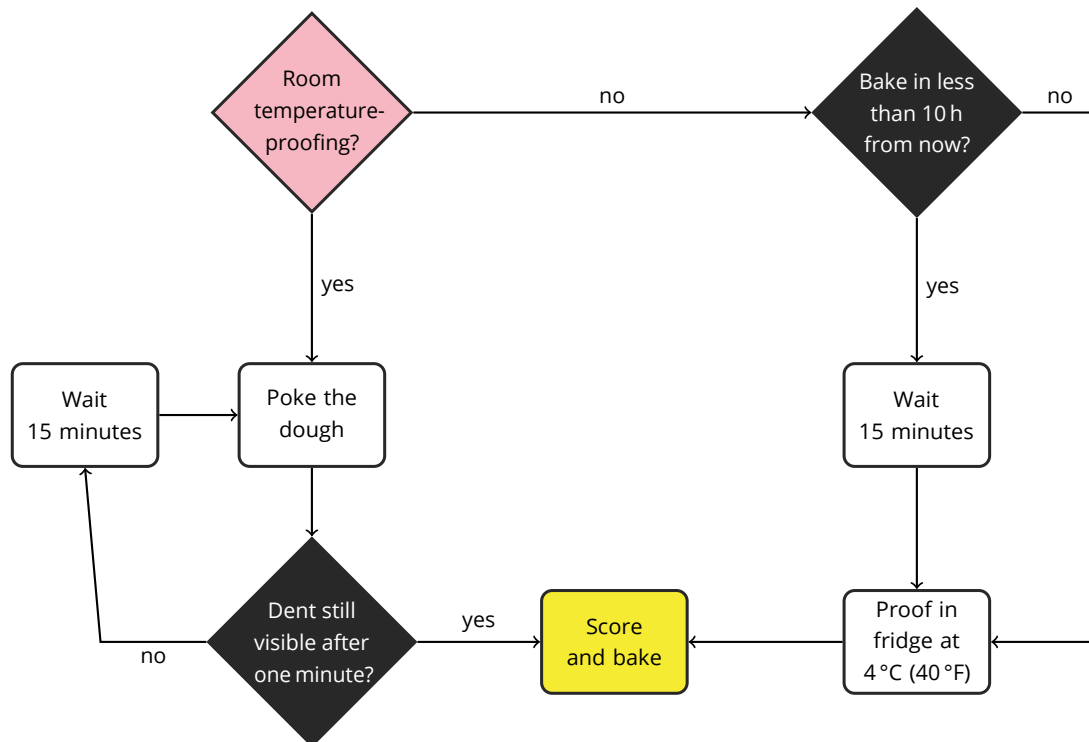 Room
temperature-
proofing?
no
Bake in less
than 10 h
from now?
no
yes
yes
Wait
15 minutes
Poke the
dough
Wait
15 minutes
Dent still
visible after
one minute?
no
yes
Score
and bake
Proof in
fridge at
4 °C (40 °F)